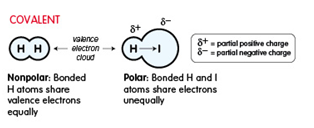 COVALENT
H H
valence
electron
cloud
δ+ δ−
H I
δ+ = partial positive charge
δ− = partial negative charge
Nonpolar: Bonded
H atoms share
valence electrons
equally
Polar: Bonded H and I
atoms share electrons
unequally